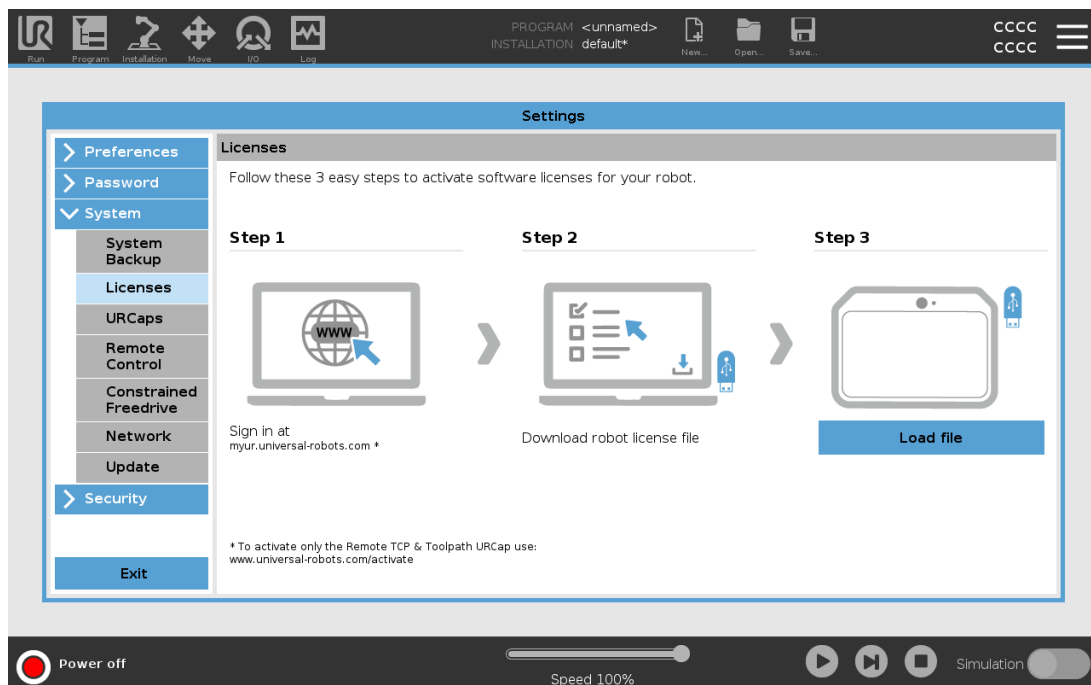 PROGRAM <unnamed>
INSTALLATION default*
CCCC
CCCC
Run Program Installation Move I/O Log New... Open... Save...
Settings
Preferences
Password
System
System
Backup
Licenses
URCaps
Remote
Control
Constrained
Freedrive
Network
Update
Security
Exit
Licenses
Follow these 3 easy steps to activate software licenses for your robot.
Step 1
Step 2
Step 3
www
Sign in at
myur.universal-robots.com *
Download robot license file
Load file
* To activate only the Remote TCP & Toolpath URCap use:
www.universal-robots.com/activate
Power off
Speed 100%
Simulation